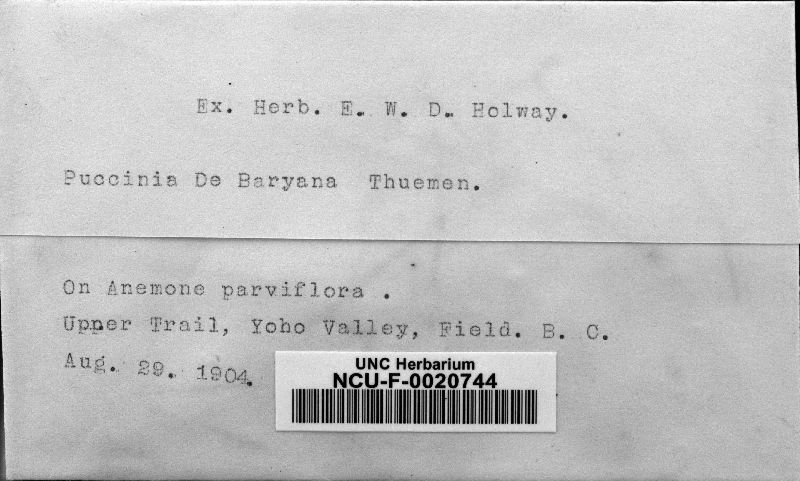 Ex. Herb. E. W. D. Holway.
Puccinia De Baryana Thuemen.
On Anemone parviflora .
Upper Trail, Yoho Valley, Field. B. C.
Aug. 29. 1904.
UNC Herbarium
NCU-F-0020744